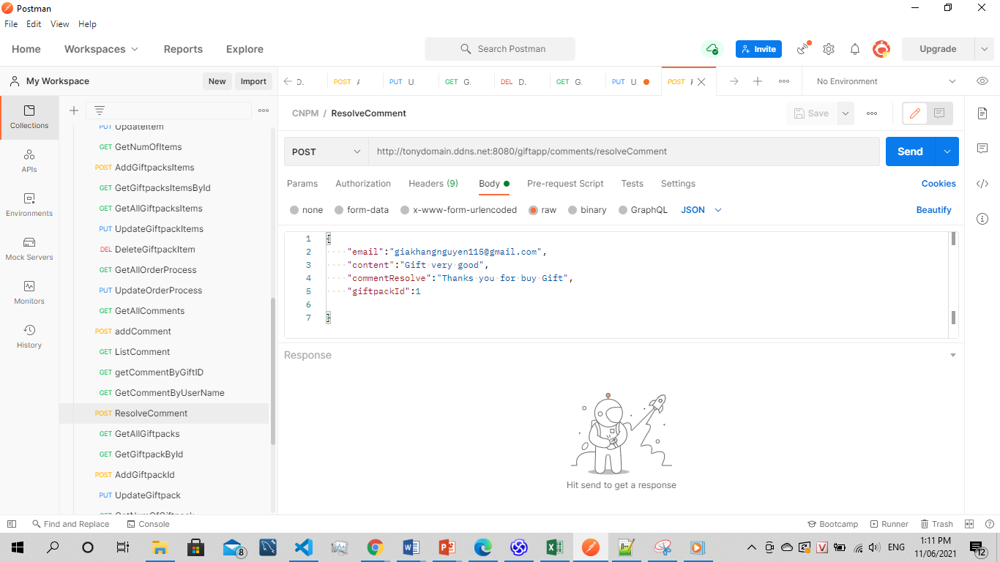 Postman
File Edit View Help
Home Workspaces Reports Explore Search Postman Invite Upgrade
My Workspace New Import
D. POST PUT U. GET G. DEL D. GET G. PUT U. POST No Environment
Collections
APIs
Environments
Mock Servers
Monitors
History
PUT UpdateItem
GET GetNumOfItems
POST AddGiftpacksItems
GET GetGiftpacksItemsById
GET GetAllGiftpacksItems
PUT UpdateGiftpackItems
DEL DeleteGiftpackItem
GET GetAllOrderProcess
PUT UpdateOrderProcess
GET GetAllComments
POST addComment
GET ListComment
GET getCommentByGiftID
GET GetCommentByUserName
POST ResolveComment
GET GetAllGiftpacks
GET GetGiftpackById
POST AddGiftpackId
PUT UpdateGiftpack
GET GetNumOfGiftpack
CNPM / ResolveComment Save
POST http://tonydomain.ddns.net:8080/giftapp/comments/resolveComment Send
Params Authorization Headers (9) Body Pre-request Script Tests Settings Cookies
none form-data x-www-form-urlencoded raw binary GraphQL JSON Beautify
1 {
2 "email":"giakhangnguyen115@gmail.com",
3 "content":"Gift very good",
4 "commentResolve":"Thanks you for buy Gift",
5 "giftpackId":1
6
7 }
Response
Hit send to get a response
Find and Replace Console Bootcamp Runner Trash
8 ENG 1:11 PM
11/06/2021 12